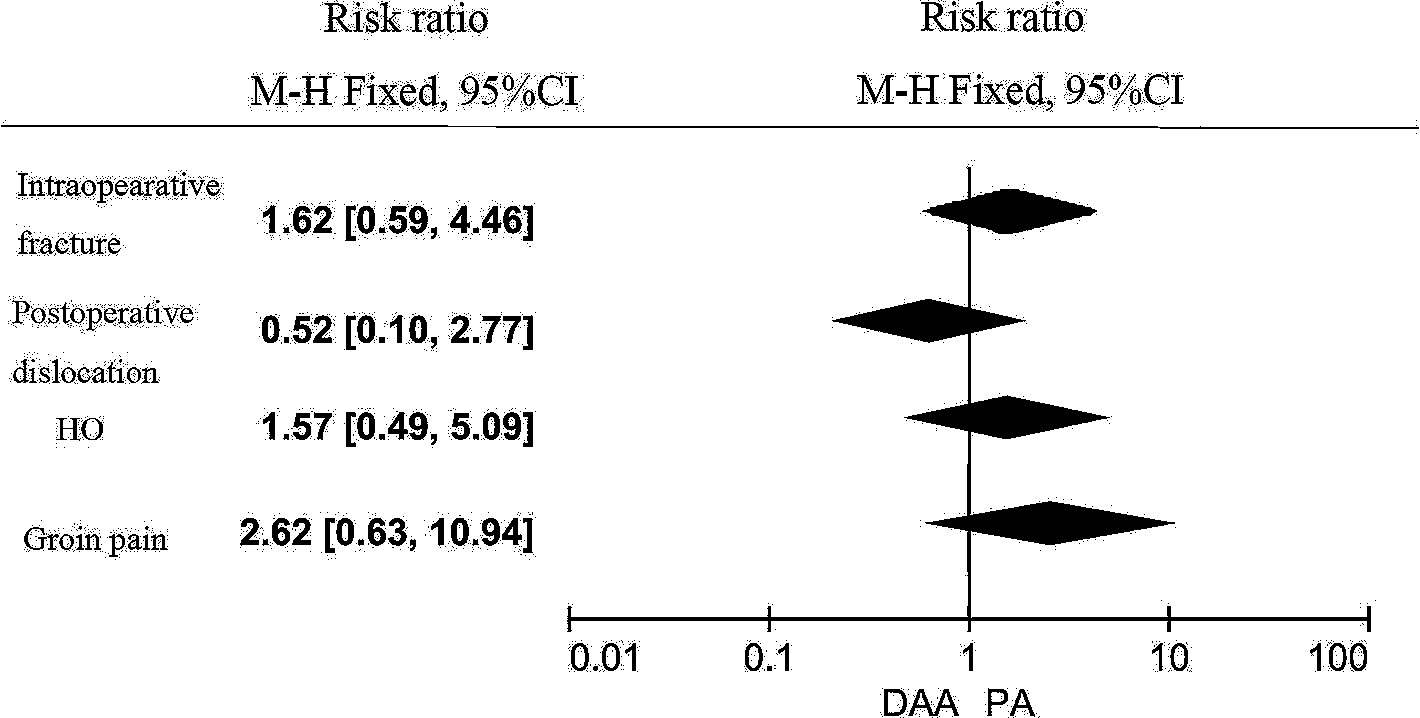 Risk ratio Risk ratio
M-H Fixed, 95%CI M-H Fixed, 95%CI
Intraopearative
fracture
1.62 [0.59, 4.46]
Postoperative
dislocation
0.52 [0.10, 2.77]
HO 1.57 [0.49, 5.09]
Groin pain 2.62 [0.63, 10.94]
0.01 0.1 1 10 100
DAA PA